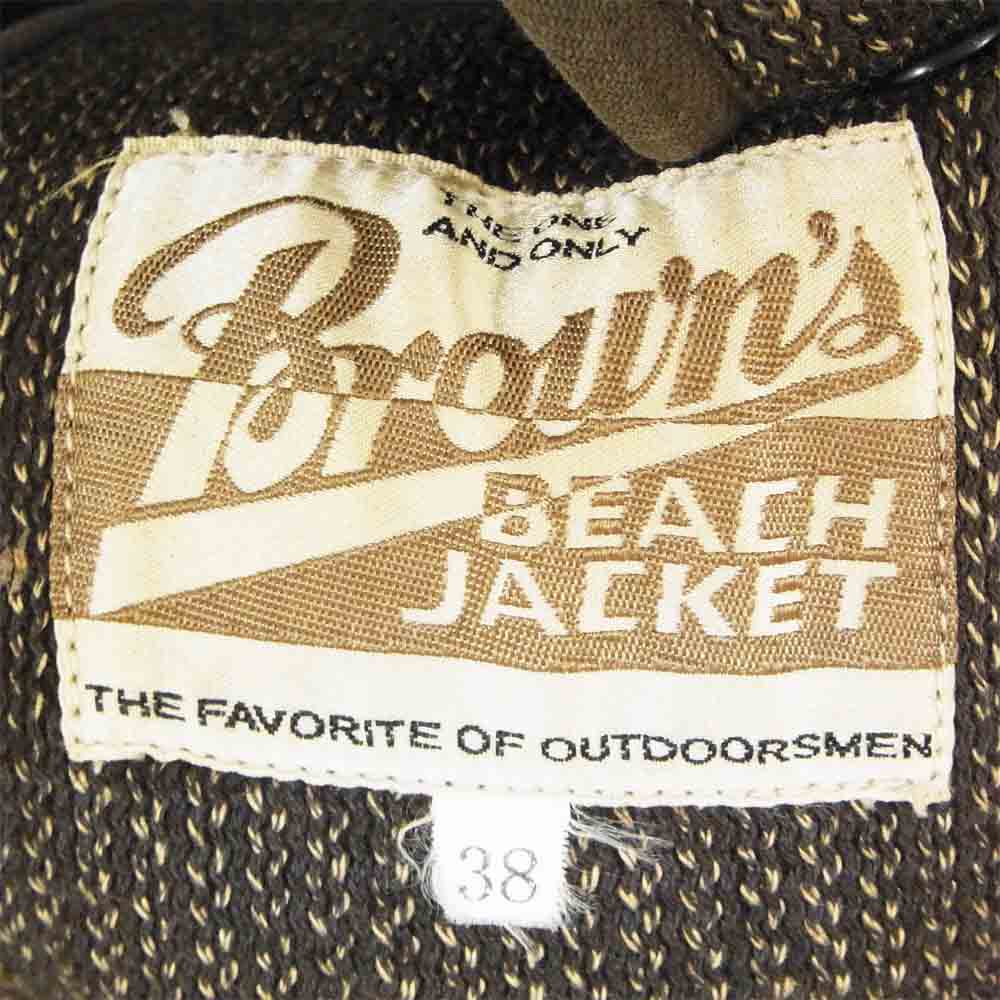 THE ONE
AND ONLY
Brown's
BEACH
JACKET
THE FAVORITE OF OUTDOORSMEN
38